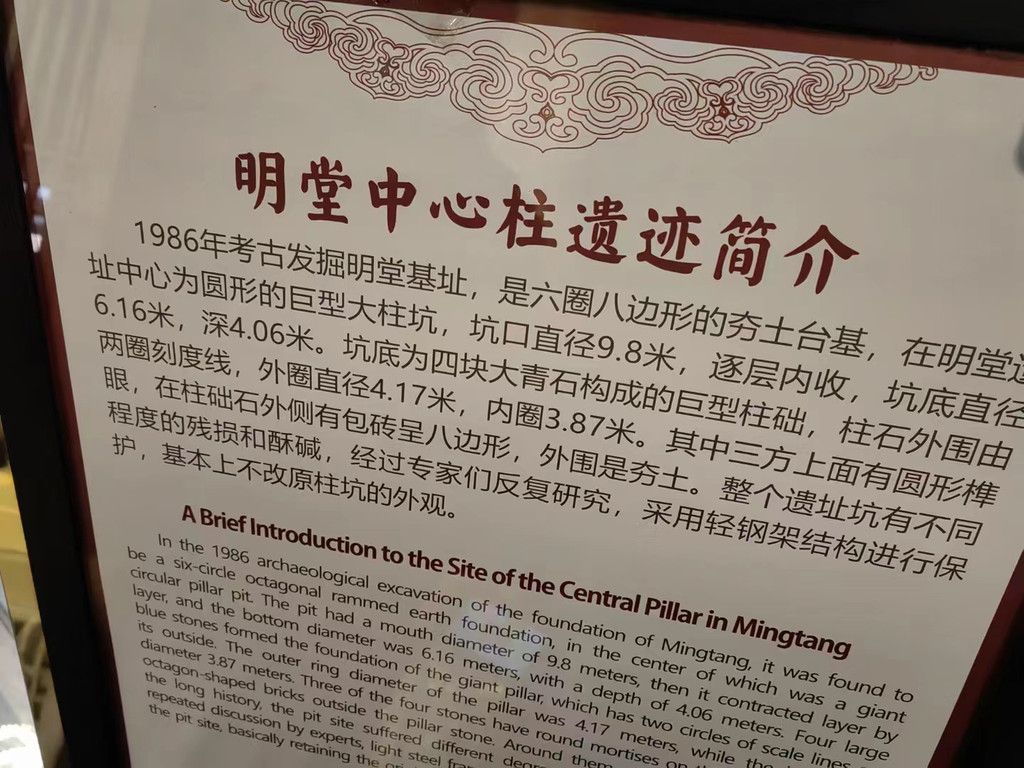 明堂中心柱遗迹简介
1986年考古发掘明堂基址，是六圈八边形的夯土台基，在明堂遗
址中心为圆形的巨型大柱坑，坑口直径9.8米，逐层内收，坑底直径
6.16米，深4.06米。坑底为四块大青石构成的巨型柱础，柱石外围由
两圈刻度线，外圈直径4.17米，内圈3.87米。其中三方上面有圆形榫
眼，在柱础石外侧有包砖呈八边形，外围是夯土。整个遗址坑有不同
程度的残损和酥碱，经过专家们反复研究，采用轻钢架结构进行保
护，基本上不改原柱坑的外观。
A Brief Introduction to the Site of the Central Pillar in Mingtang
In the 1986 archaeological excavation of the foundation of Mingtang, it was found to
be a six-circle octagonal rammed earth foundation, in the center of which was a giant
circular pillar pit. The pit had a mouth diameter of 9.8 meters, then it contracted layer by
layer, and the bottom diameter was 6.16 meters, with a depth of 4.06 meters. Four large
blue stones formed the foundation of the giant pillar, which has two circles of scale lines
its outside. The outer ring diameter of the pillar was 4.17 meters, while the
diameter 3.87 meters. Three of the four stones have round mortises on
octagon-shaped bricks outside the pillar stone. Around them
the long history, the pit site suffered different
repeated discussion by experts, light steel
the pit site, basically retaining the